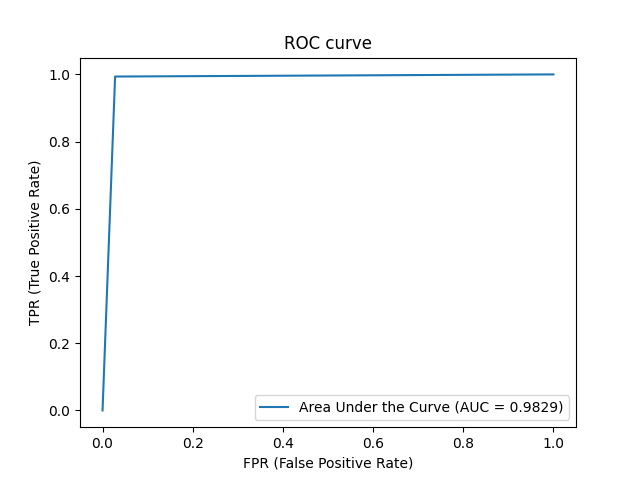 ROC curve
1.0
0.8
0.6
0.4
0.2
0.0
TPR (True Positive Rate)
Area Under the Curve (AUC = 0.9829)
0.0 0.2 0.4 0.6 0.8 1.0
FPR (False Positive Rate)